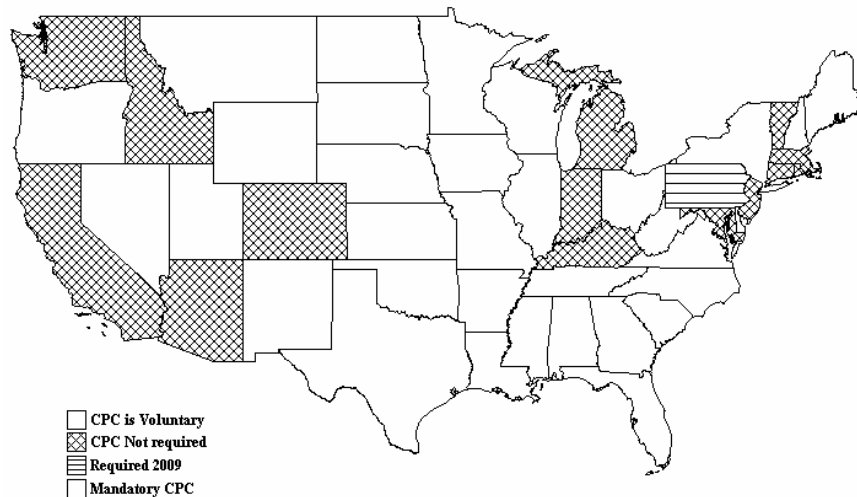 CPC is Voluntary
CPC Not required
Required 2009
Mandatory CPC